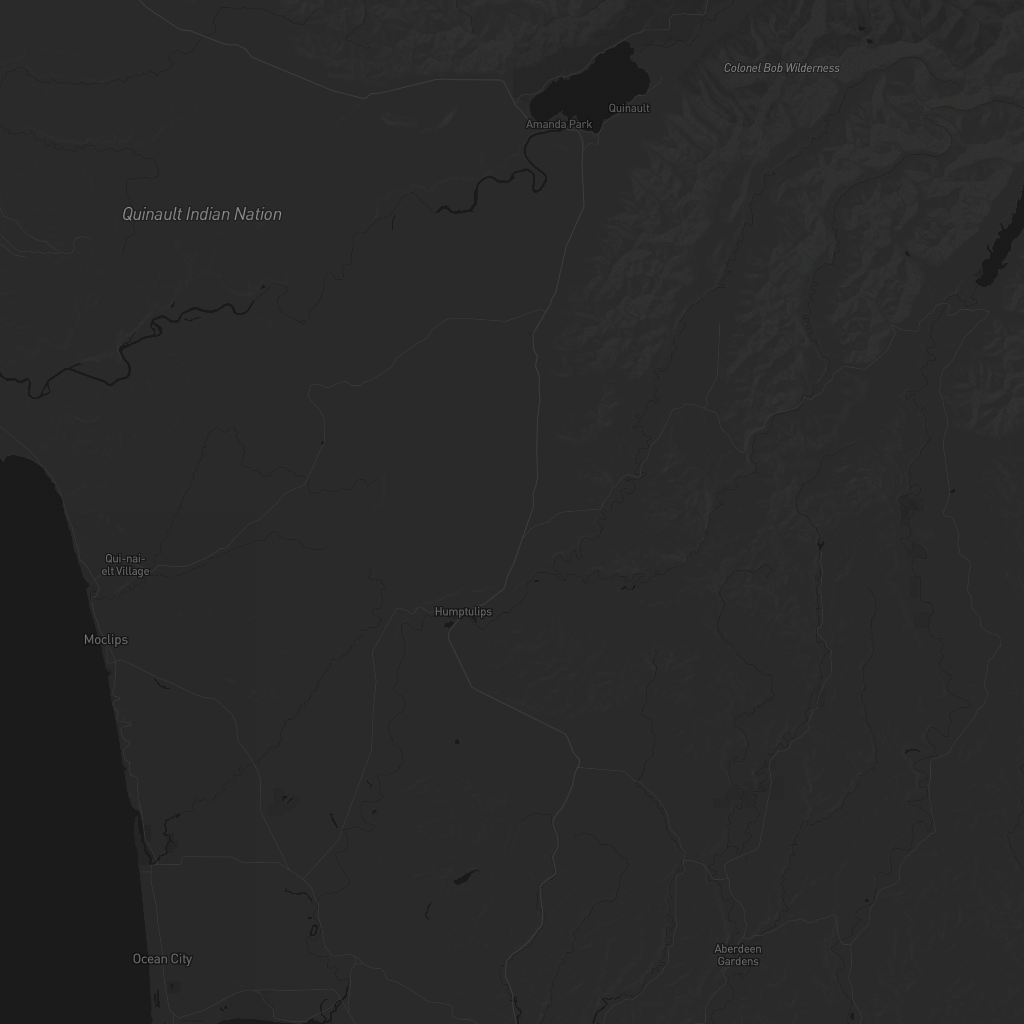 Colonel Bob Wilderness
Quinault
Amanda Park
Quinault Indian Nation
Qui-nai-
elt Village
Humptulips
Moclips
Aberdeen
Gardens
Ocean City